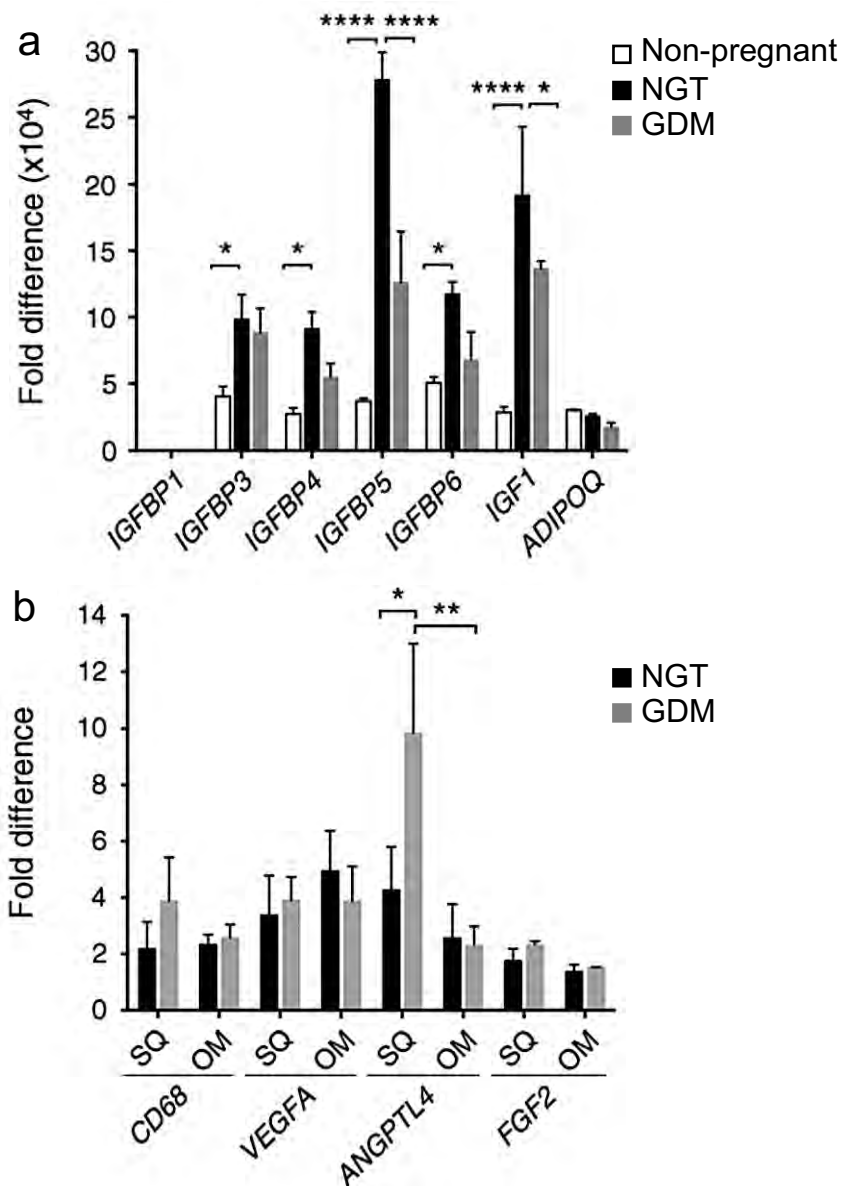 a
**** ****
30
Fold difference (x10⁴)
25
20
15
10
5
0
* * * **** *
Non-pregnant
NGT
GDM
IGFBP1
IGFBP3
IGFBP4
IGFBP5
IGFBP6
IGF1
ADIPOQ
b
* **
14
12
10
8
6
4
2
0
Fold difference
NGT
GDM
SQ OM SQ OM SQ OM SQ OM
CD68
VEGFA
ANGPTL4
FGF2